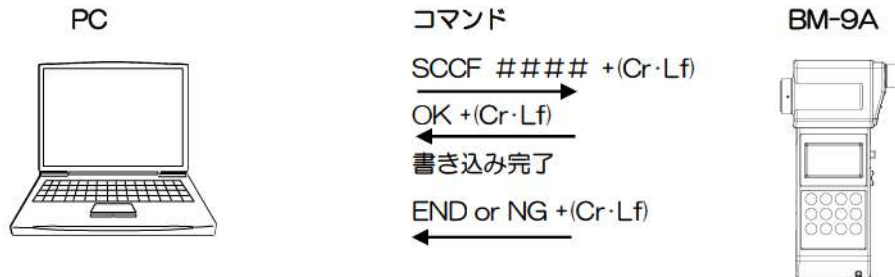 PC
コマンド
BM-9A
SCCF #### +(Cr·Lf)
OK +(Cr·Lf)
書き込み完了
END or NG +(Cr·Lf)